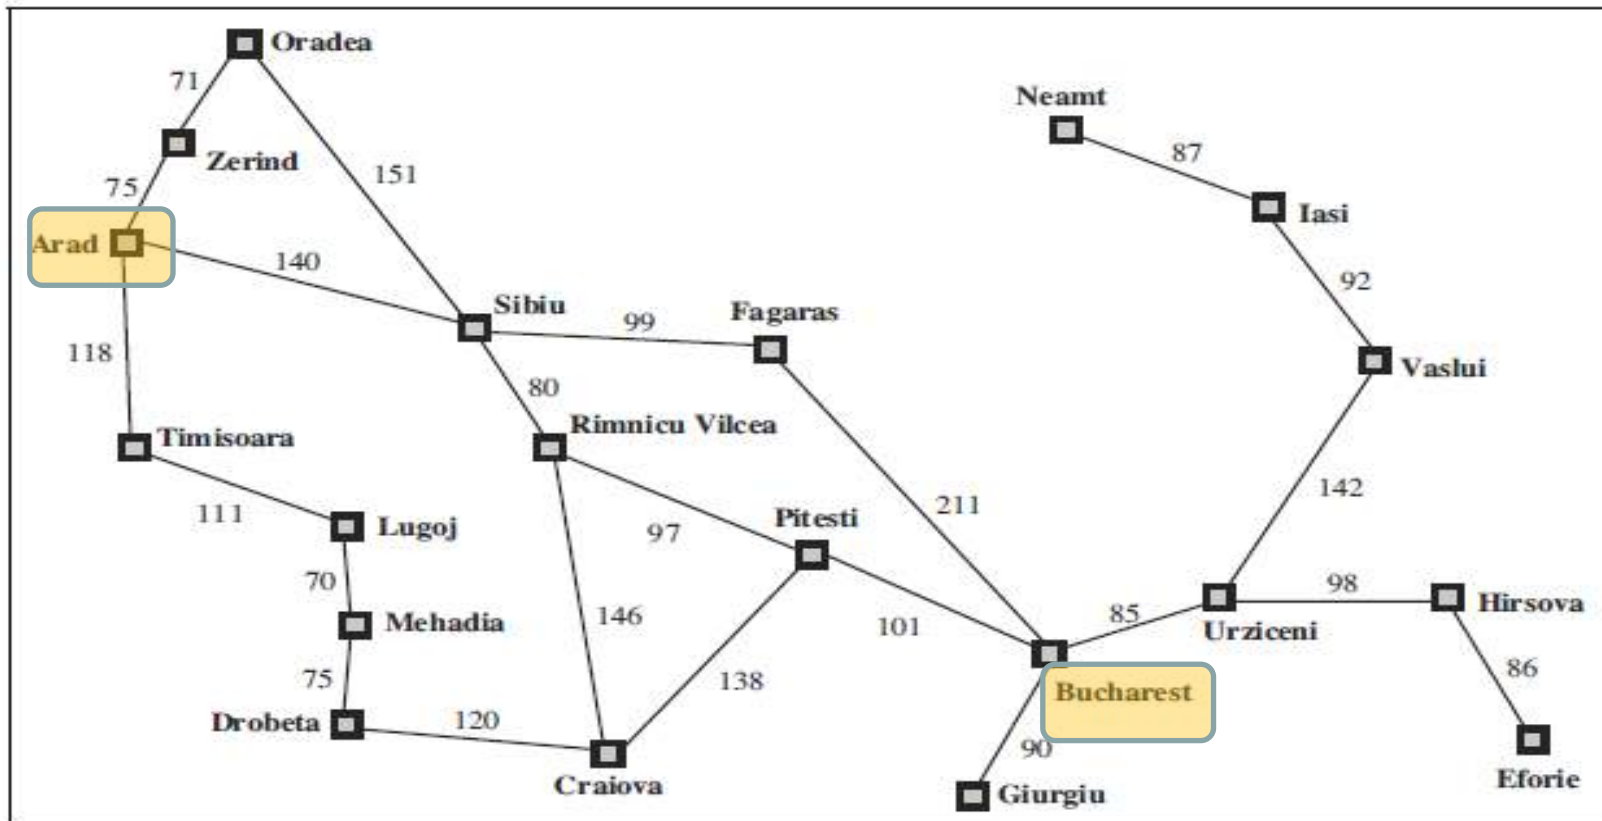 Oradea
71
Neamt
87
Zerind
75
151
Iasi
Arad
140
92
Sibiu
Fagaras
99
118
Vaslui
80
Timisoara
Rimnicu Vilcea
142
211
111
Lugoj
97
Pitesti
70
98
Hirsova
146
101
85
Urziceni
Mehadia
86
75
138
Bucharest
Drobeta
120
90
Craiova
Giurgiu
Eforie